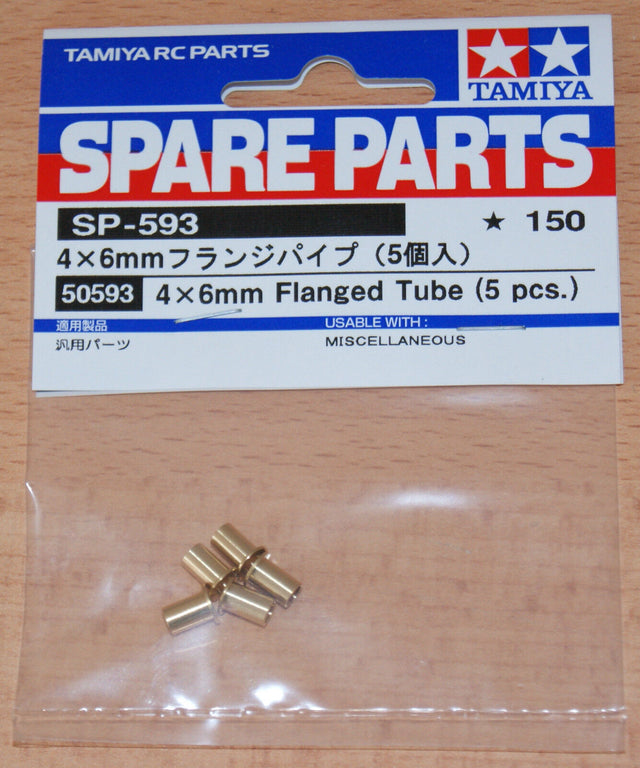 TAMIYA RC PARTS
TAMIYA
SPARE PARTS
SP-593 ★ 150
4×6mmフランジパイプ（5個入）
50593 4×6mm Flanged Tube (5 pcs.)
適用製品 USABLE WITH :
汎用パーツ MISCELLANEOUS